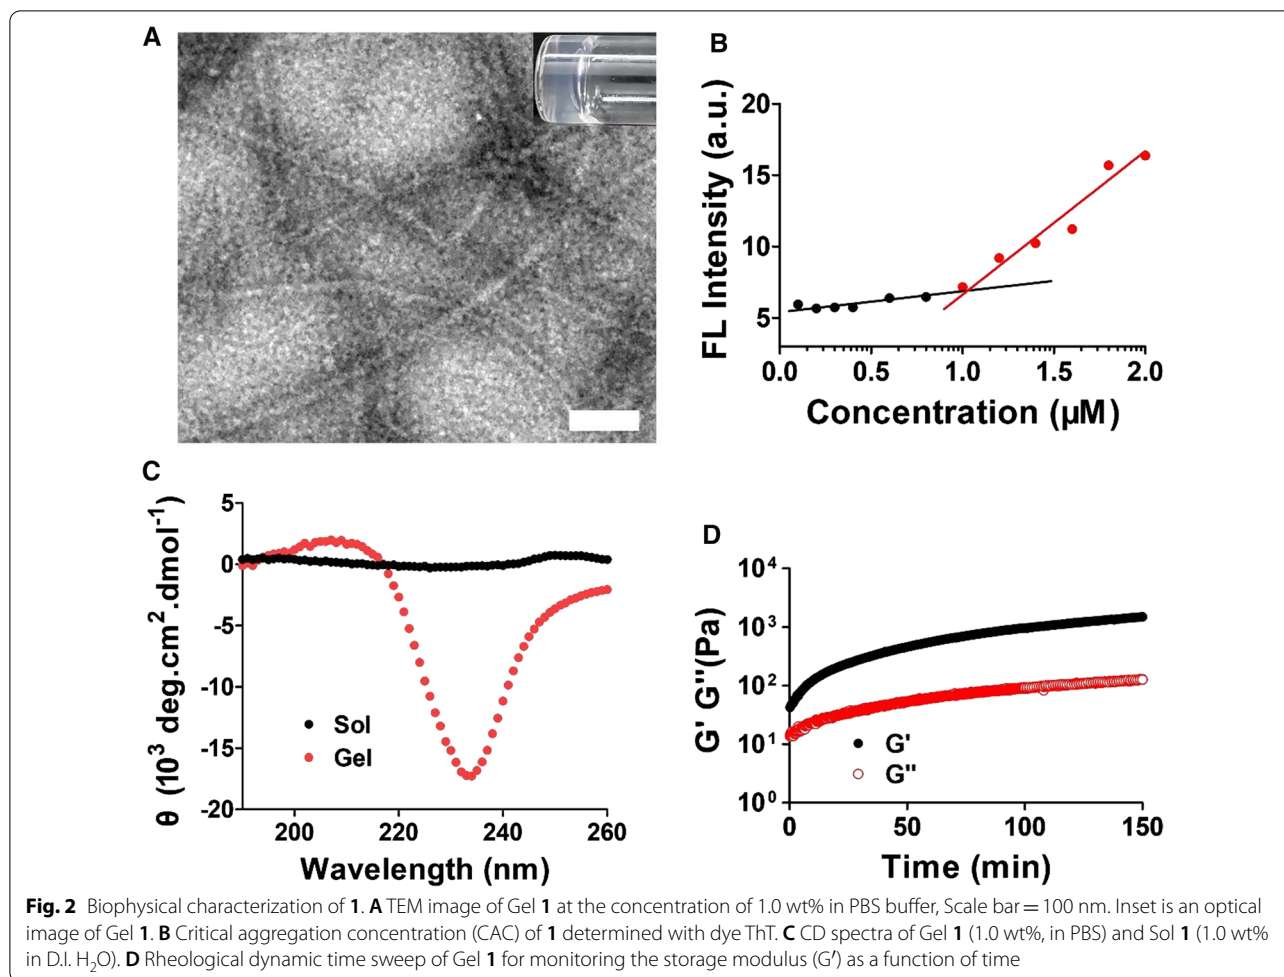 A
B
FL Intensity (a.u.)
20
15
10
5
0.0 0.5 1.0 1.5 2.0
Concentration (µM)
C
θ (10³ deg.cm².dmol⁻¹)
5
0
-5
-10
-15
-20
Sol
Gel
200 220 240 260
Wavelength (nm)
D
G' G''(Pa)
10⁴
10³
10²
10¹
10⁰
G'
G''
0 50 100 150
Time (min)
Fig. 2 Biophysical characterization of 1. A TEM image of Gel 1 at the concentration of 1.0 wt% in PBS buffer, Scale bar = 100 nm. Inset is an optical
image of Gel 1. B Critical aggregation concentration (CAC) of 1 determined with dye ThT. C CD spectra of Gel 1 (1.0 wt%, in PBS) and Sol 1 (1.0 wt%
in D.I. H₂O). D Rheological dynamic time sweep of Gel 1 for monitoring the storage modulus (G′) as a function of time